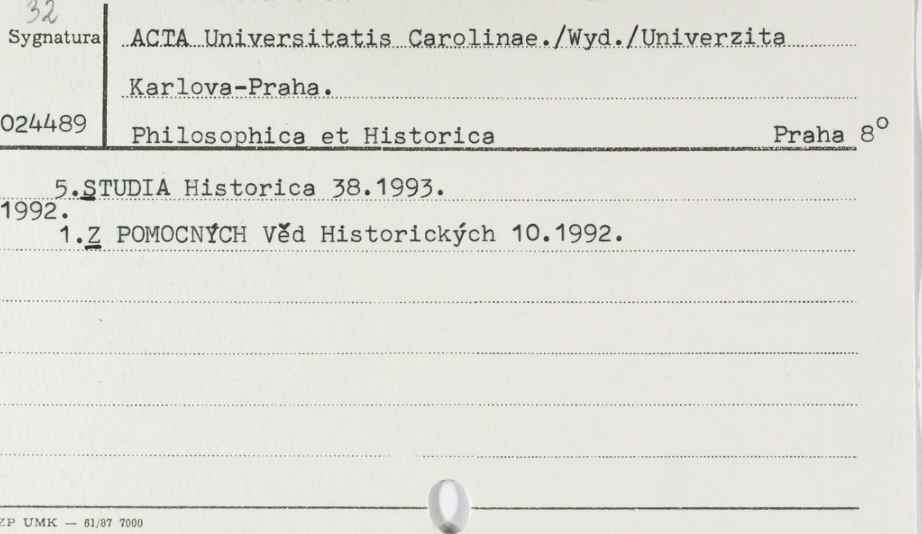 32
Sygnatura
ACTA Universitatis Carolinae./Wyd./Univerzita
Karlova-Praha.
024489
Philosophica et Historica Praha 8°
5.STUDIA Historica 38.1993.
1992.
1.Z POMOCNÝCH Věd Historických 10.1992.
ZP UMK — 61/87 7000